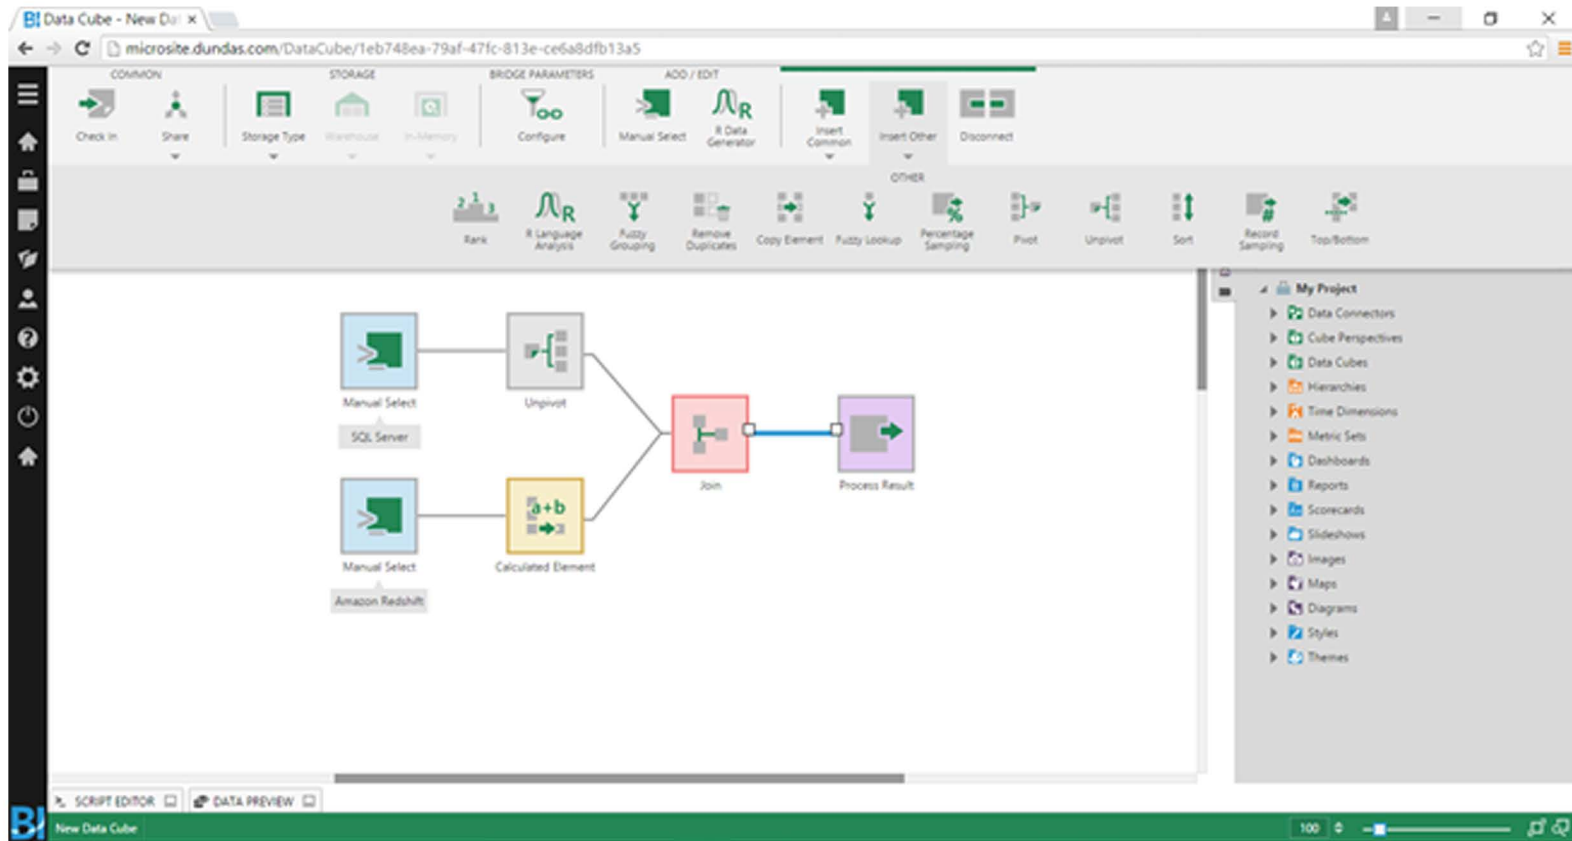 BI Data Cube - New Da
microsite.dundas.com/DataCube/1eb748ea-79af-47fc-813e-ce6a8dfb13a5
COMMON
STORAGE
BRIDGE PARAMETERS
ADD / EDIT
Check In
Share
Storage Type
Warehouse
In-Memory
Configure
Manual Select
R Data
Generator
Insert
Common
Insert Other
Disconnect
OTHER
Rank
R Language
Analysis
Fuzzy
Grouping
Remove
Duplicates
Copy Element
Fuzzy Lookup
Percentage
Sampling
Pivot
Unpivot
Sort
Record
Sampling
Top/Bottom
Manual Select
SQL Server
Unpivot
Join
Process Result
Manual Select
Amazon Redshift
a+b
Calculated Element
My Project
Data Connectors
Cube Perspectives
Data Cubes
Hierarchies
Time Dimensions
Metric Sets
Dashboards
Reports
Scorecards
Slideshows
Images
Maps
Diagrams
Styles
Themes
SCRIPT EDITOR
DATA PREVIEW
BI
New Data Cube
100